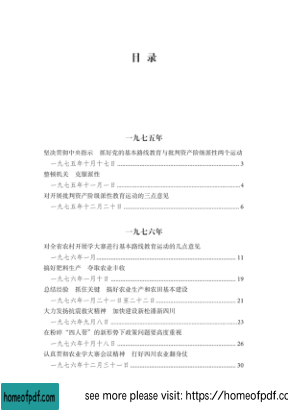 目 录
一九七五年
坚决贯彻中央指示 抓好党的基本路线教育与批判资产阶级派性两个运动
一九七五年十月十七日 3
整顿机关 克服派性
一九七五年十一月一日 4
对开展批判资产阶级派性教育运动的三点意见
一九七五年十二月二十日 6
一九七六年
对全省农村开展学大寨进行基本路线教育运动的几点意见
一九七六年一月 11
搞好肥料生产 夺取农业丰收
一九七六年一月十日 19
总结经验 抓住关键 搞好农业生产和农田基本建设
一九七六年一月二十一日至二十二日 21
大力发扬抗震救灾精神 加快建设新松潘新四川
一九七六年九月八日 23
在粉碎“四人帮”的新形势下政策问题要高度重视
一九七六年十月十八日 26
认真贯彻农业学大寨会议精神 打好四川农业翻身仗
一九七六年十二月三十一日 30
homeofpdf.com
see more please visit: https://homeofpdf.com